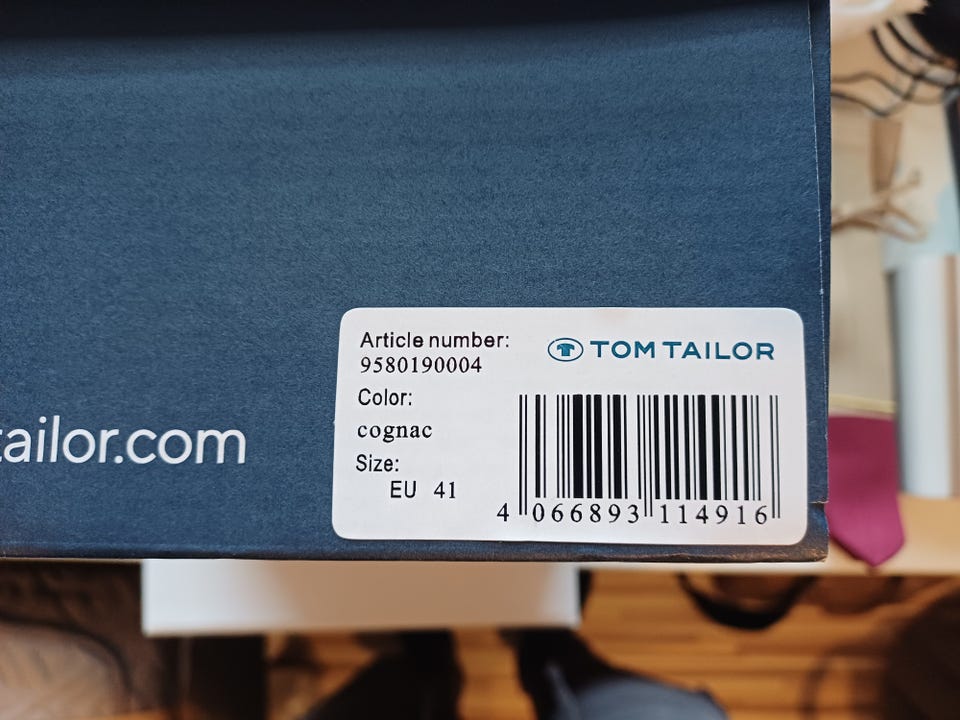 Article number:
9580190004
TOM TAILOR
Color:
cognac
Size:
EU 41
4 066893 114916
tailor.com